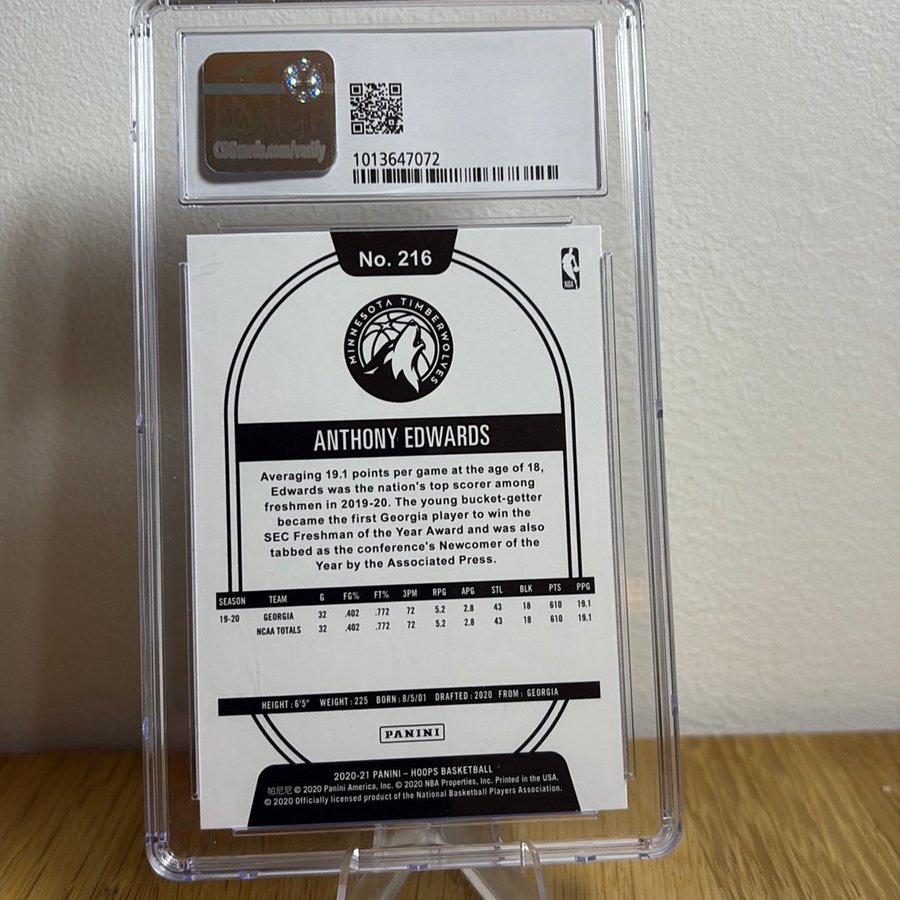 CSGcards.com/verify
1013647072
No. 216
NBA
MINNESOTA TIMBERWOLVES
ANTHONY EDWARDS
Averaging 19.1 points per game at the age of 18,
Edwards was the nation's top scorer among
freshmen in 2019-20. The young bucket-getter
became the first Georgia player to win the
SEC Freshman of the Year Award and was also
tabbed as the conference's Newcomer of the
Year by the Associated Press.
SEASON TEAM G FG% FT% 3PM RPG APG STL BLK PTS PPG
19-20 GEORGIA 32 .402 .772 72 5.2 2.8 43 18 610 19.1
NCAA TOTALS 32 .402 .772 72 5.2 2.8 43 18 610 19.1
HEIGHT: 6'5" WEIGHT: 225 BORN: 8/5/01 DRAFTED: 2020 FROM: GEORGIA
PANINI
2020-21 PANINI – HOOPS BASKETBALL
帕尼尼 © 2020 Panini America, Inc. © 2020 NBA Properties, Inc. Printed in the USA.
© 2020 Officially licensed product of the National Basketball Players Association.